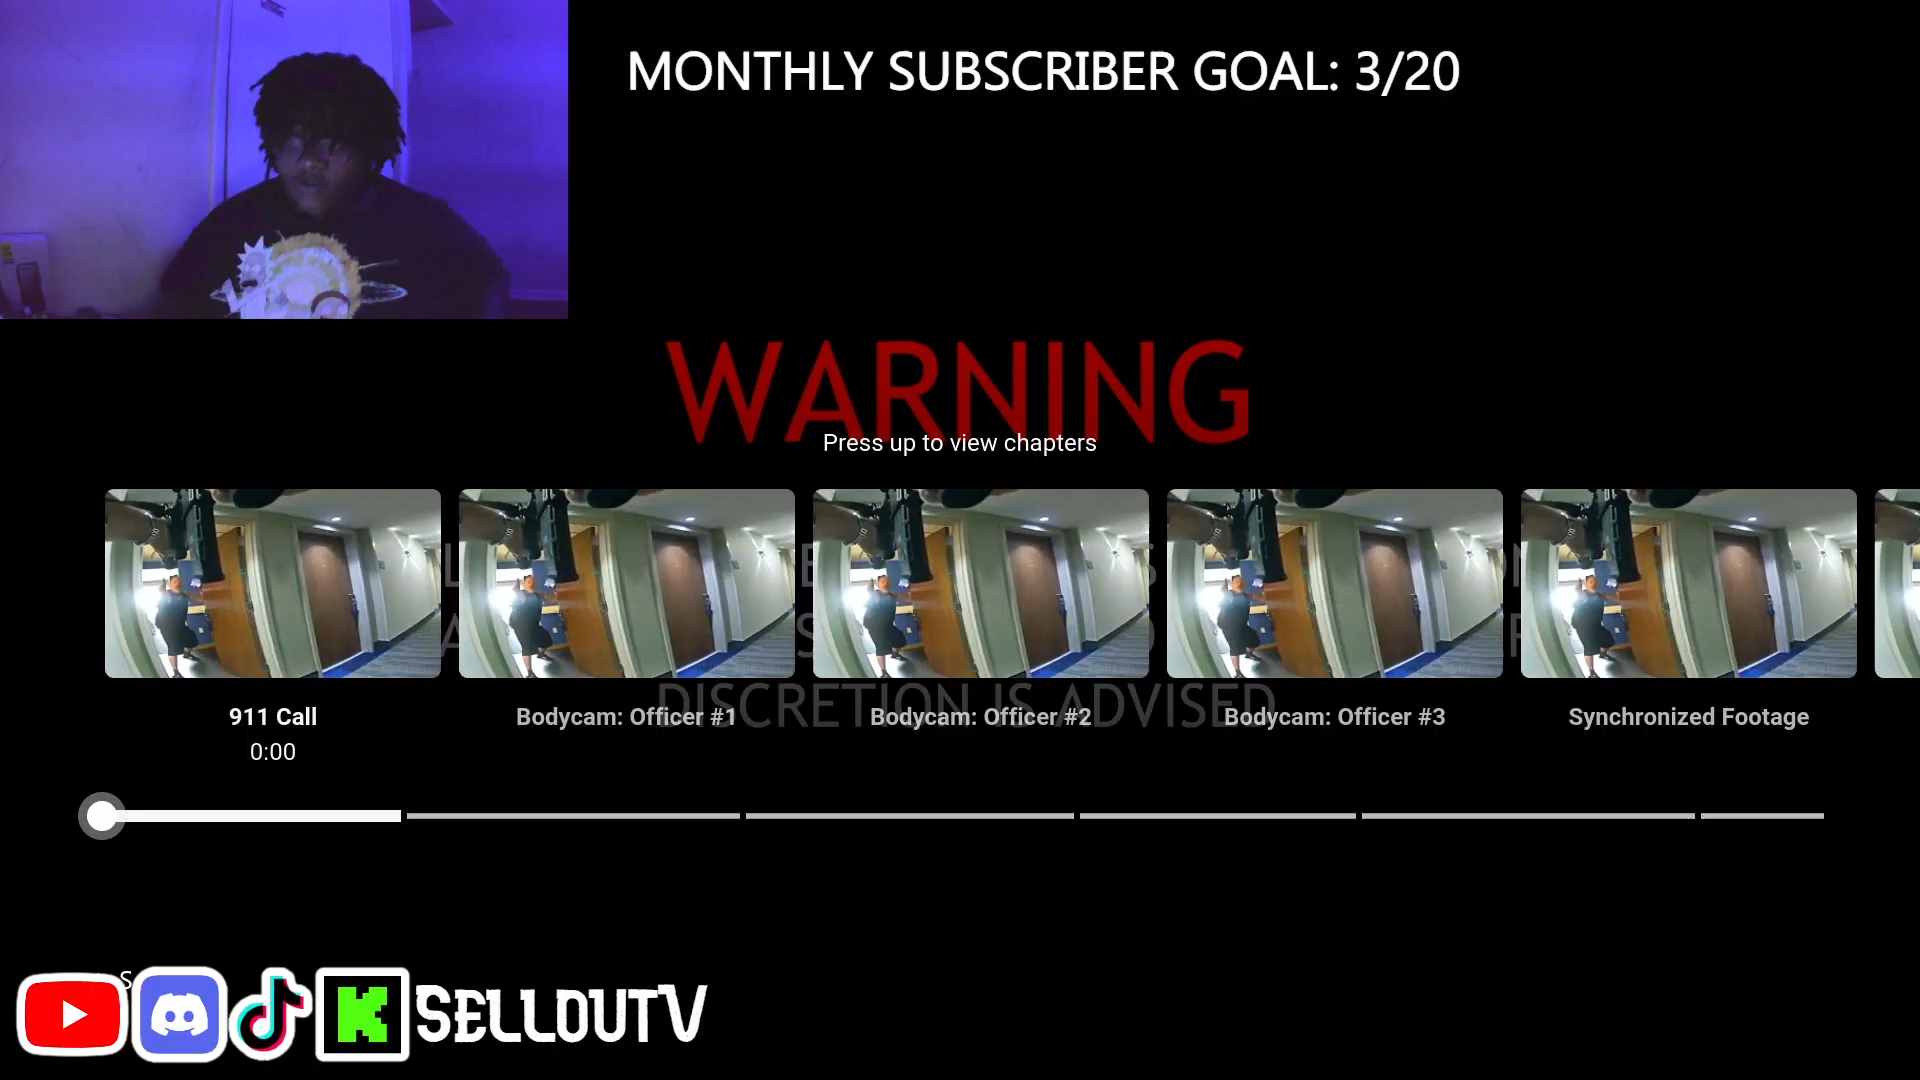 MONTHLY SUBSCRIBER GOAL: 3/20
WARNING
Press up to view chapters
DISCRETION IS ADVISED
911 Call
Bodycam: Officer #1
Bodycam: Officer #2
Bodycam: Officer #3
Synchronized Footage
0:00
SELLOUTV